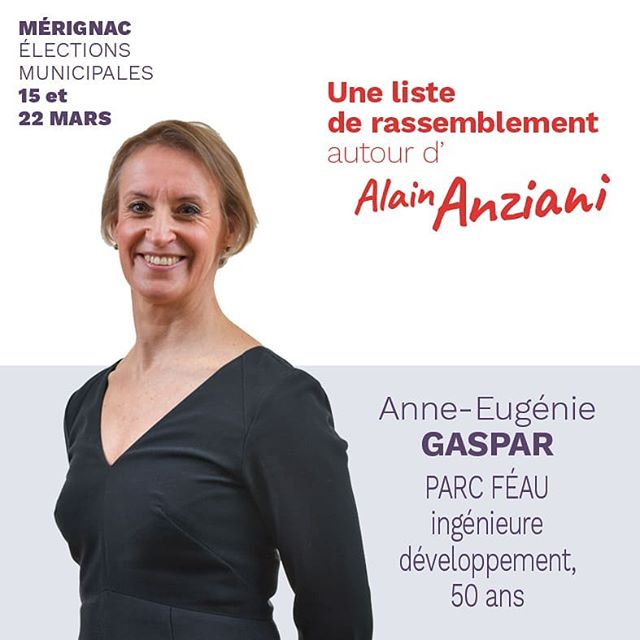 MÉRIGNAC
ÉLECTIONS
MUNICIPALES
15 et
22 MARS
Une liste
de rassemblement
autour d'
Alain Anziani
Anne-Eugénie
GASPAR
PARC FÉAU
ingénieure
développement,
50 ans